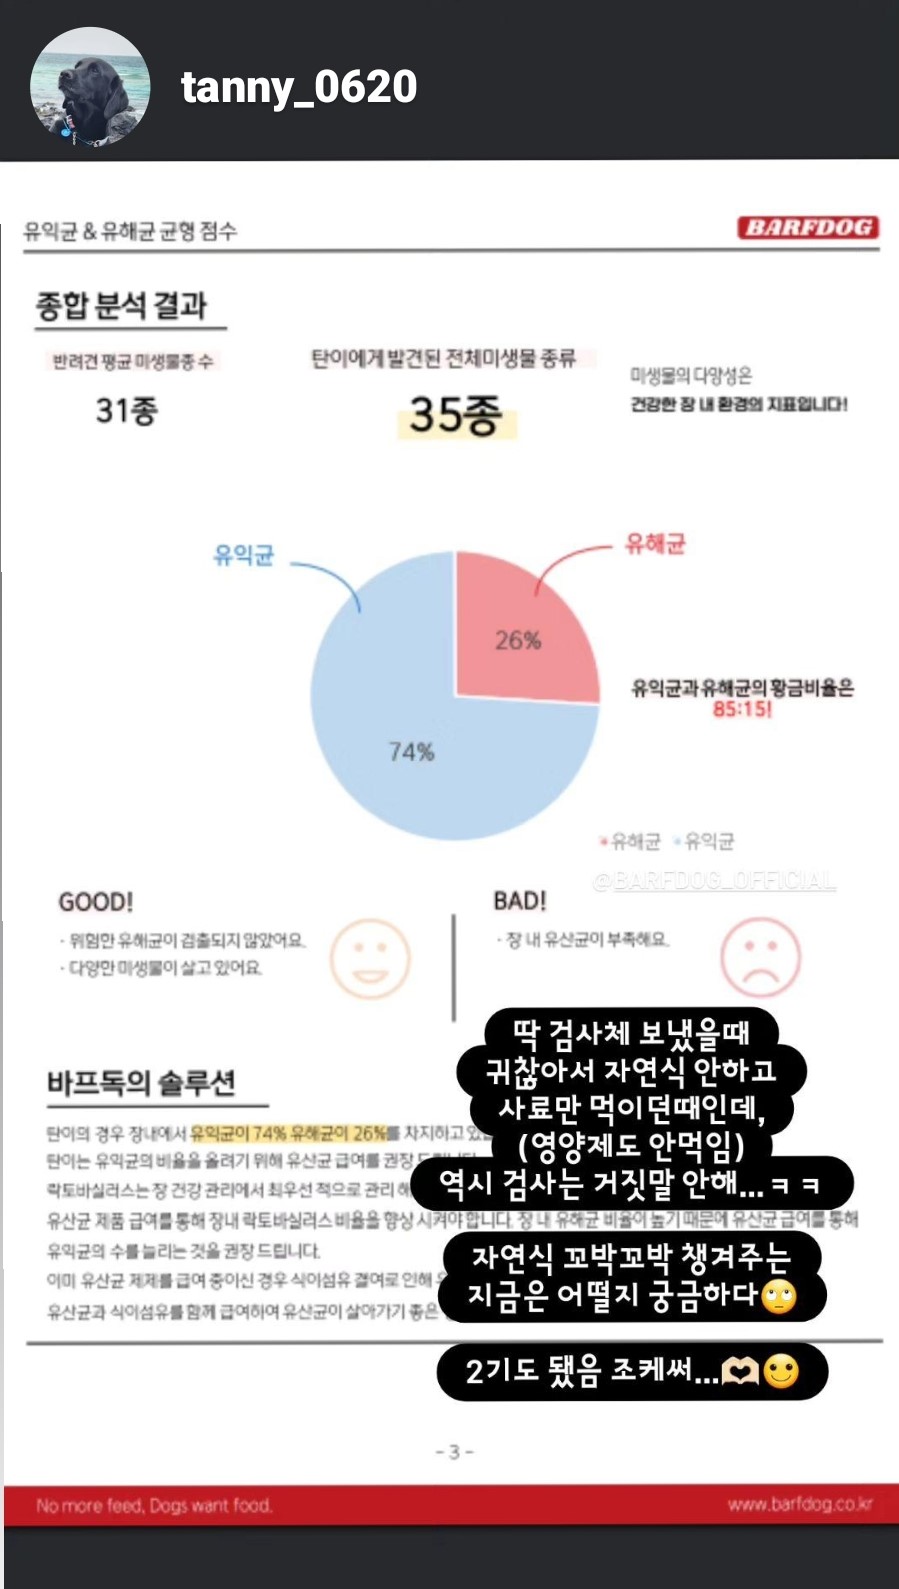 tanny_0620
유익균 & 유해균 균형 점수
BARFDOG
종합 분석 결과
반려견 평균 미생물종 수
31종
탄이에게 발견된 전체미생물 종류
35종
미생물의 다양성은
건강한 장 내 환경의 지표입니다!
유익균
유해균
26%
74%
유익균과 유해균의 황금비율은
85:15!
유해균 유익균
@BARFDOG_OFFICIAL
GOOD!
· 위험한 유해균이 검출되지 않았어요.
· 다양한 미생물이 살고 있어요.
BAD!
· 장 내 유산균이 부족해요.
딱 검사체 보냈을때
귀찮아서 자연식 안하고
사료만 먹이던때인데,
(영양제도 안먹임)
역시 검사는 거짓말 안해...ㅋㅋ
자연식 꼬박꼬박 챙겨주는
지금은 어떨지 궁금하다🙄
2기도 됐음 조케써...🫶🏻🙂
바프독의 솔루션
탄이의 경우 장내에서 유익균이 74% 유해균이 26%를 차지하고
탄이는 유익균의 비율을 올려기 위해 유산균 급여를 권장
락토바실러스는 장 건강 관리에서 최우선 적으로 관리
유산균 제품 급여를 통해 장내 락토바실러스 비율을 향상 시켜야 합니다. 장 내 유해균 비율이 높기 때문에 유산균 급여를 통해
유익균의 수를 늘리는 것을 권장 드립니다.
이미 유산균 제제를 급여 중이신 경우 식이섬유 결여로 인해
유산균과 식이섬유를 함께 급여하여 유산균이 살아가기 좋은
- 3 -
No more feed, Dogs want food.
www.barfdog.co.kr